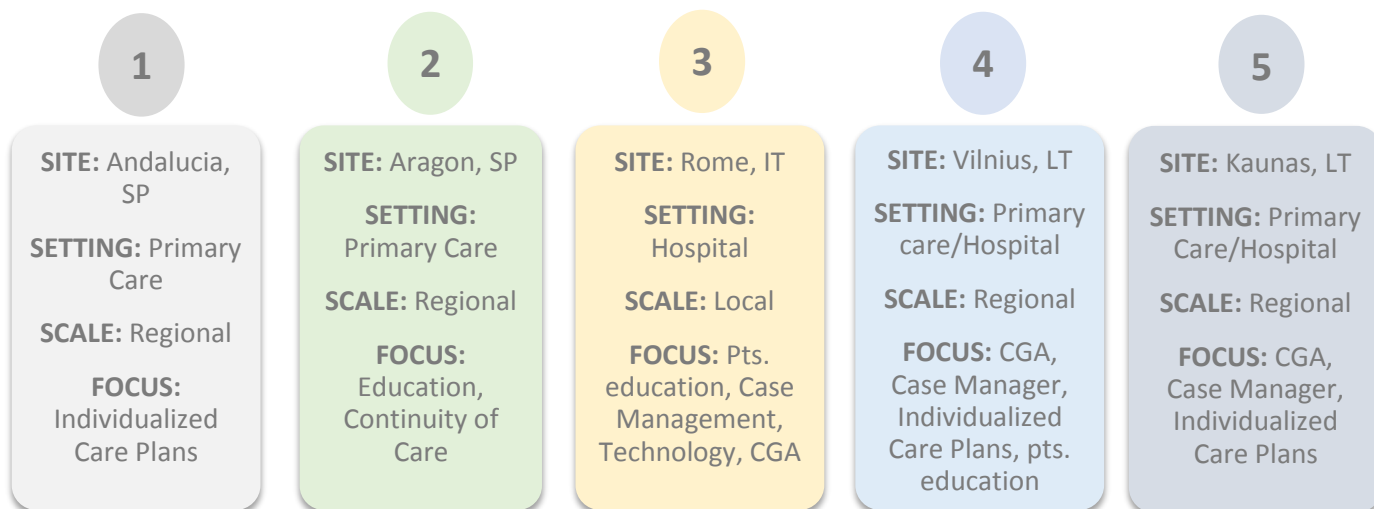 1
SITE: Andalucia,
SP
SETTING: Primary
Care
SCALE: Regional
FOCUS:
Individualized
Care Plans
2
SITE: Aragon, SP
SETTING:
Primary Care
SCALE: Regional
FOCUS:
Education,
Continuity of
Care
3
SITE: Rome, IT
SETTING:
Hospital
SCALE: Local
FOCUS: Pts.
education, Case
Management,
Technology, CGA
4
SITE: Vilnius, LT
SETTING: Primary
care/Hospital
SCALE: Regional
FOCUS: CGA,
Case Manager,
Individualized
Care Plans, pts.
education
5
SITE: Kaunas, LT
SETTING: Primary
Care/Hospital
SCALE: Regional
FOCUS: CGA,
Case Manager,
Individualized
Care Plans